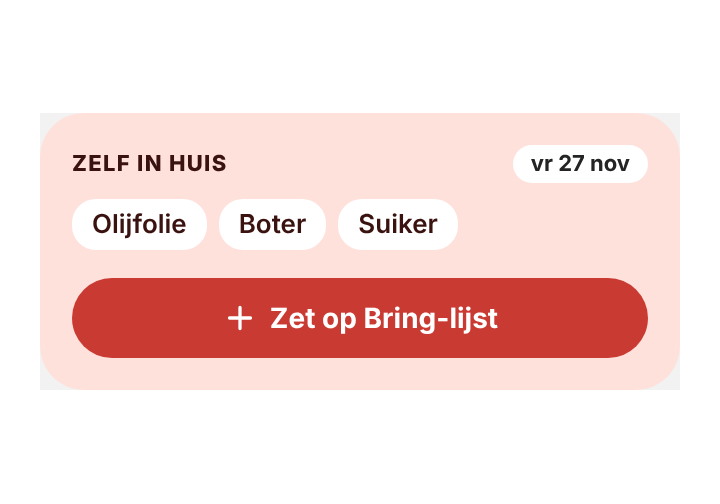 ZELF IN HUIS
vr 27 nov
Olijfolie
Boter
Suiker
Zet op Bring-lijst